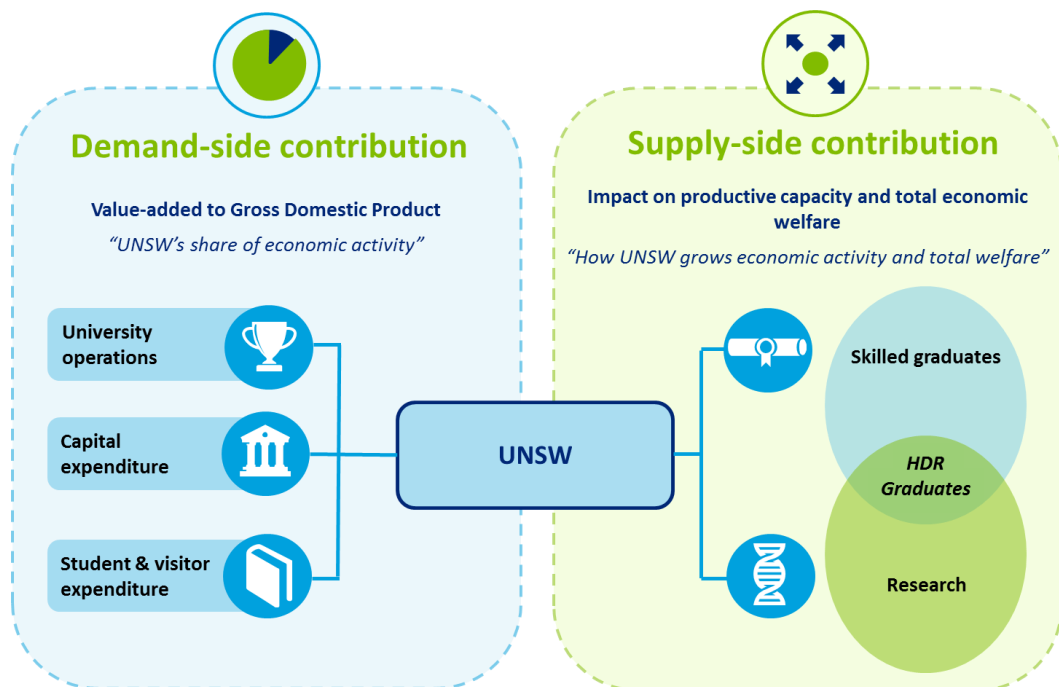 Demand-side contribution
Value-added to Gross Domestic Product
“UNSW’s share of economic activity”
University
operations
Capital
expenditure
Student & visitor
expenditure
UNSW
Supply-side contribution
Impact on productive capacity and total economic
welfare
“How UNSW grows economic activity and total welfare”
Skilled graduates
HDR
Graduates
Research